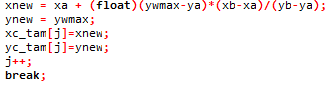 xnew = xa + (float)(ywmax-ya)*(xb-xa)/(yb-ya);
ynew = ywmax;
xc_tam[j]=xnew;
yc_tam[j]=ynew;
j++;
break;